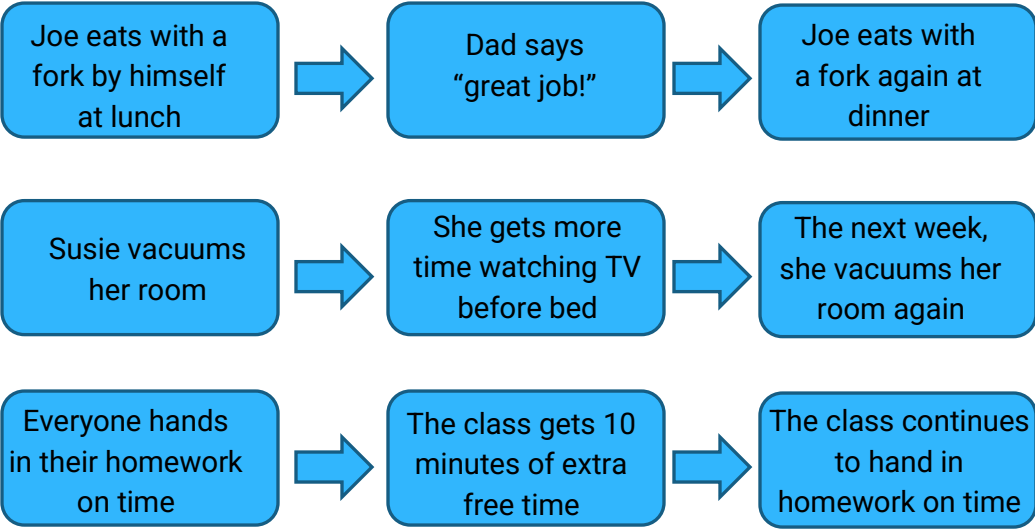 Joe eats with a
fork by himself
at lunch
Dad says
“great job!”
Joe eats with
a fork again at
dinner
Susie vacuums
her room
She gets more
time watching TV
before bed
The next week,
she vacuums her
room again
Everyone hands
in their homework
on time
The class gets 10
minutes of extra
free time
The class continues
to hand in
homework on time